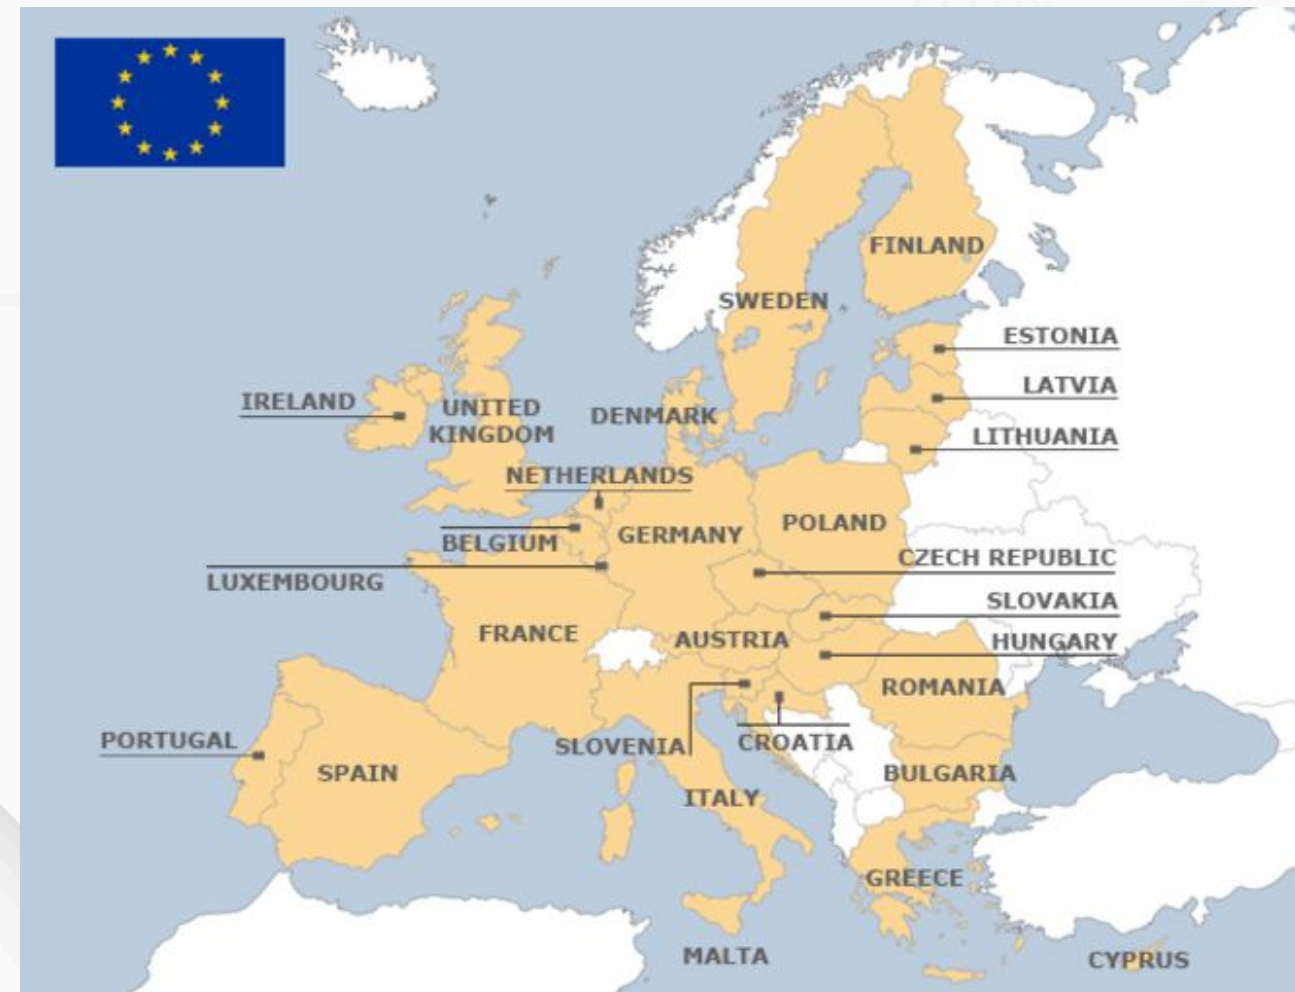 FINLAND
SWEDEN
ESTONIA
LATVIA
IRELAND
UNITED
KINGDOM
DENMARK
LITHUANIA
NETHERLANDS
POLAND
GERMANY
BELGIUM
CZECH REPUBLIC
LUXEMBOURG
SLOVAKIA
FRANCE
AUSTRIA
HUNGARY
ROMANIA
PORTUGAL
SLOVENIA
CROATIA
SPAIN
BULGARIA
ITALY
GREECE
MALTA
CYPRUS